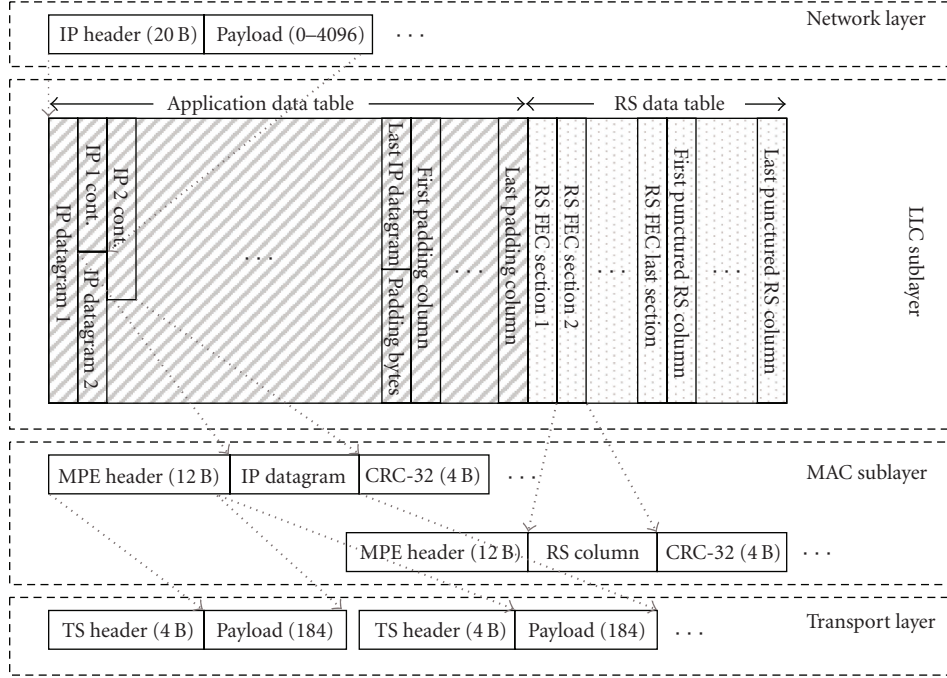 Network layer
IP header (20 B) Payload (0–4096) · · ·
Application data table RS data table
IP datagram 1
IP 1 cont.
IP datagram 2
IP 2 cont.
· · ·
Last IP datagram
Padding bytes
First padding column
· · ·
Last padding column
RS FEC section 1
RS FEC section 2
· · ·
RS FEC last section
First punctured RS column
· · ·
Last punctured RS column
LLC sublayer
MPE header (12 B) IP datagram CRC-32 (4 B) · · ·
MAC sublayer
MPE header (12 B) RS column CRC-32 (4 B) · · ·
TS header (4 B) Payload (184) TS header (4 B) Payload (184) · · ·
Transport layer